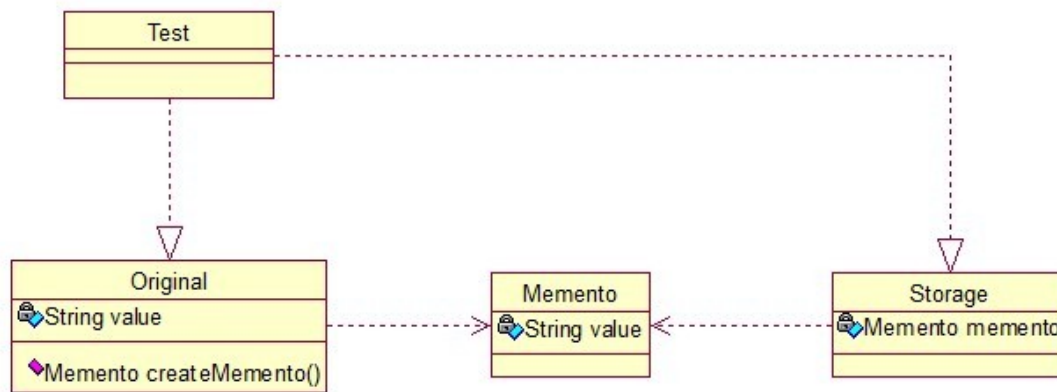 Test
Original
String value
Memento createMemento()
Memento
String value
Storage
Memento memento